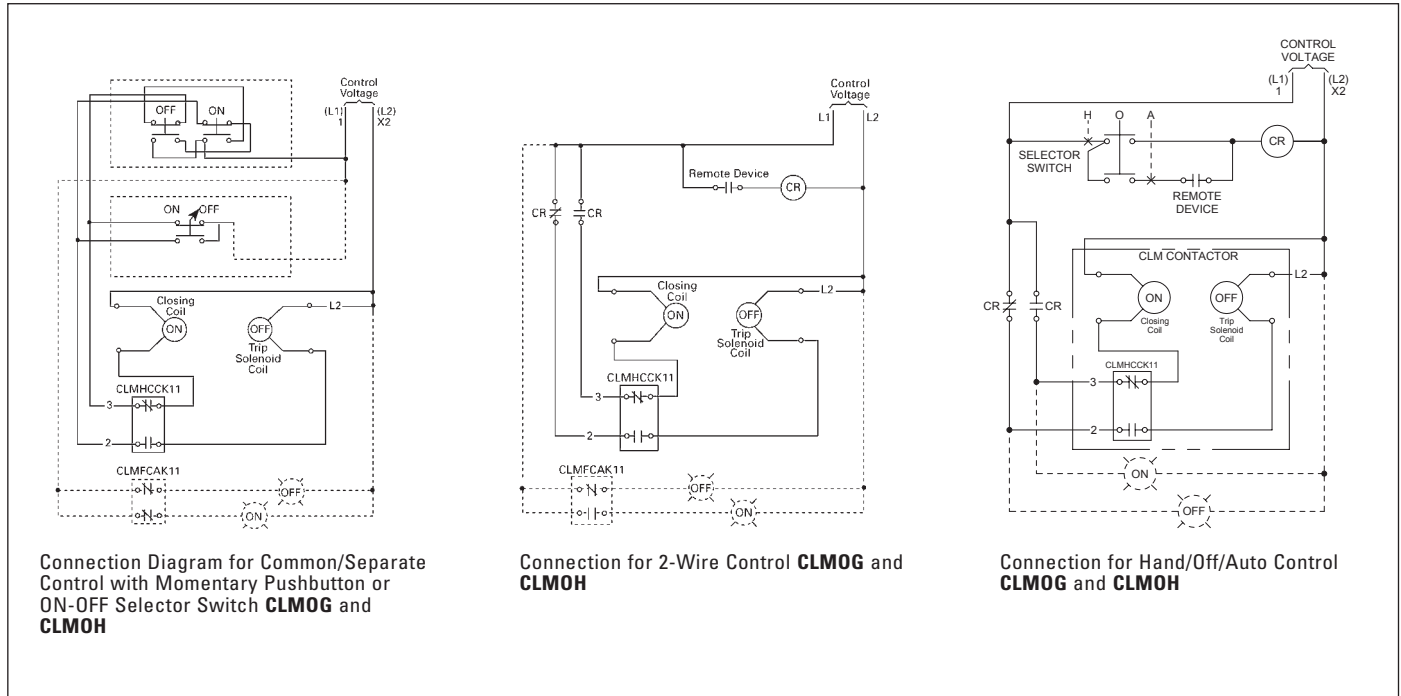 Control
Voltage
(L1) (L2)
1 X2
OFF ON
ON OFF
Closing
Coil
ON
OFF
L2
Trip
Solenoid
Coil
CLMHCCK11
3
2
CLMFCAK11
OFF
ON
Connection Diagram for Common/Separate
Control with Momentary Pushbutton or
ON-OFF Selector Switch CLMOG and
CLMOH
Control
Voltage
L1 L2
Remote Device
CR
CR CR
Closing
Coil
ON
OFF
L2
Trip
Solenoid
Coil
CLMHCCK11
3
2
CLMFCAK11
OFF
ON
Connection for 2-Wire Control CLMOG and
CLMOH
CONTROL
VOLTAGE
(L1) (L2)
1 X2
H O A
CR
SELECTOR
SWITCH
REMOTE
DEVICE
CLM CONTACTOR
L2
CR CR
ON
OFF
Closing
Coil
Trip
Solenoid
Coil
CLMHCCK11
3
2
ON
OFF
Connection for Hand/Off/Auto Control
CLMOG and CLMOH